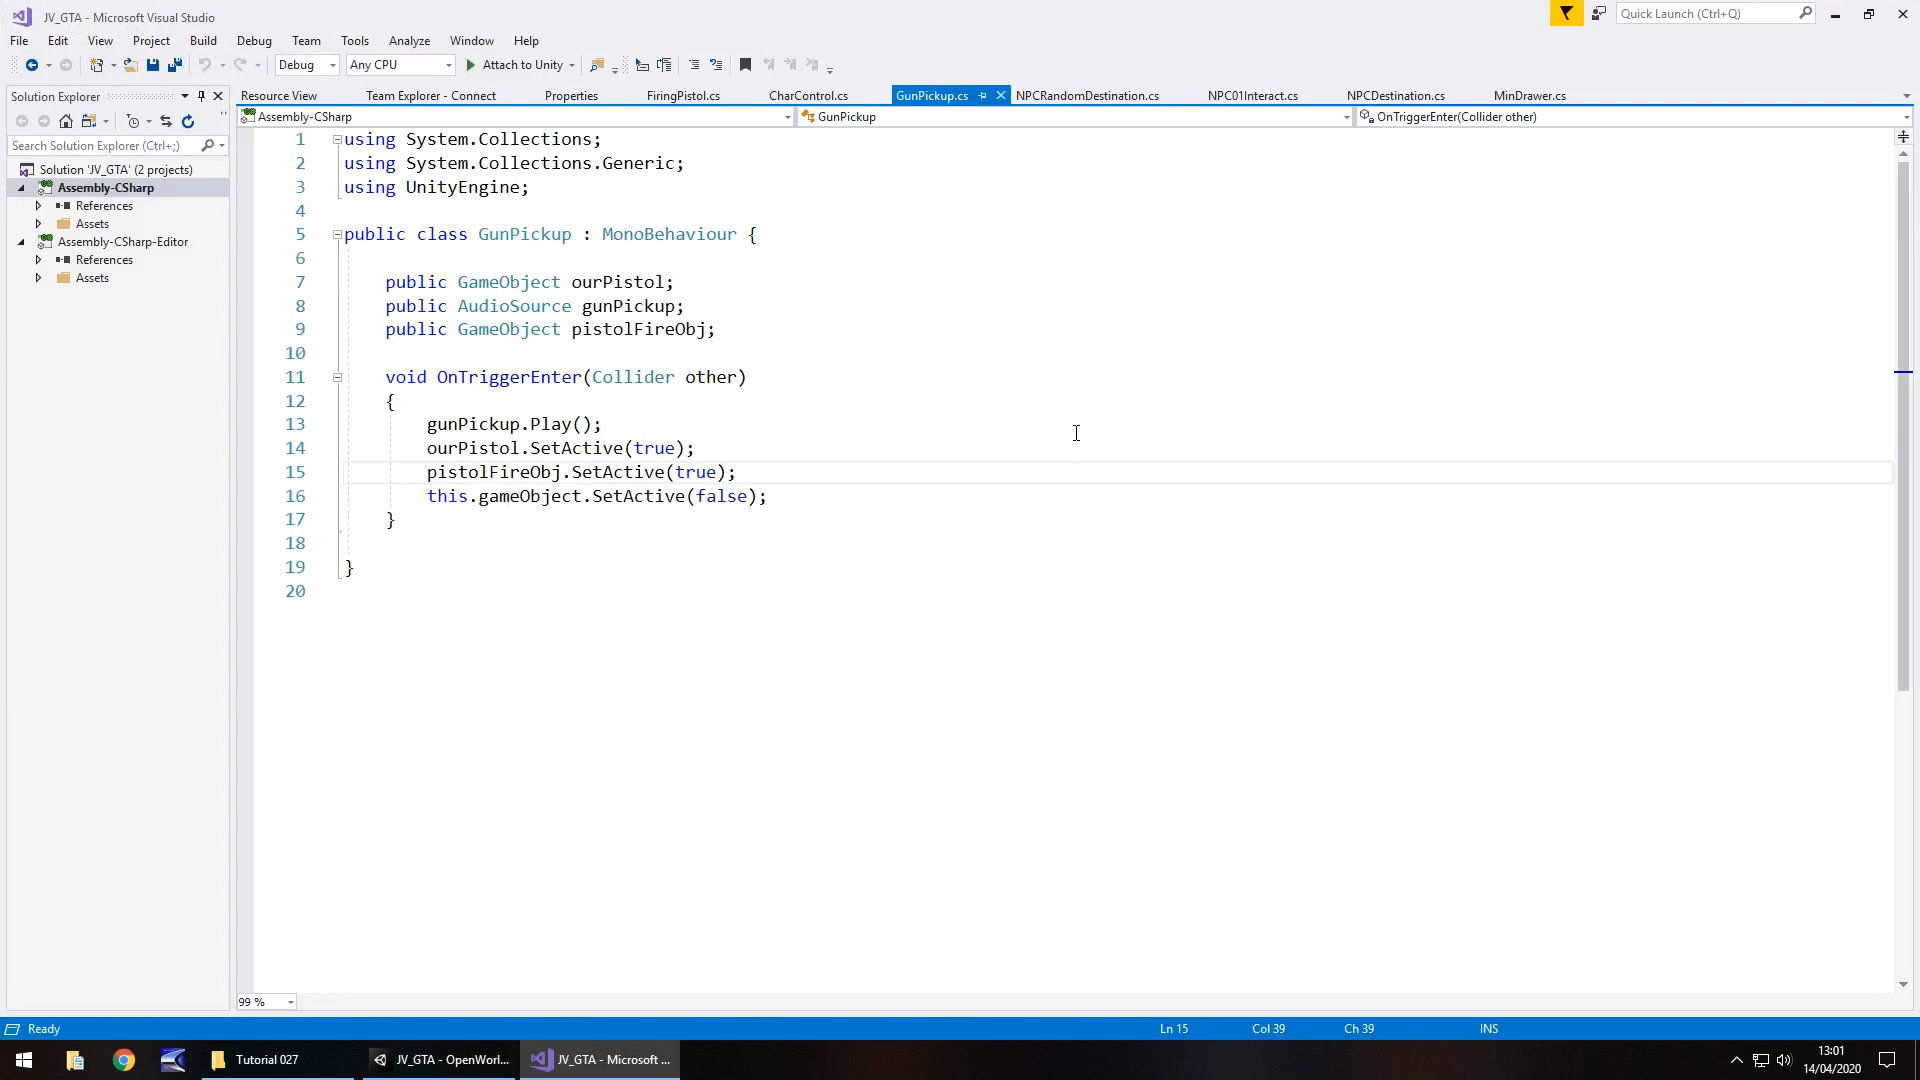 JV_GTA - Microsoft Visual Studio
Quick Launch (Ctrl+Q)
File Edit View Project Build Debug Team Tools Analyze Window Help
Debug Any CPU Attach to Unity
Solution Explorer
Resource View Team Explorer - Connect Properties FiringPistol.cs CharControl.cs GunPickup.cs NPCRandomDestination.cs NPC01Interact.cs NPCDestination.cs MinDrawer.cs
Assembly-CSharp GunPickup OnTriggerEnter(Collider other)
Search Solution Explorer (Ctrl+;)
Solution 'JV_GTA' (2 projects)
Assembly-CSharp
References
Assets
Assembly-CSharp-Editor
References
Assets
1 using System.Collections;
2 using System.Collections.Generic;
3 using UnityEngine;
4
5 public class GunPickup : MonoBehaviour {
6
7 public GameObject ourPistol;
8 public AudioSource gunPickup;
9 public GameObject pistolFireObj;
10
11 void OnTriggerEnter(Collider other)
12 {
13 gunPickup.Play();
14 ourPistol.SetActive(true);
15 pistolFireObj.SetActive(true);
16 this.gameObject.SetActive(false);
17 }
18
19 }
20
99 %
Ready Ln 15 Col 39 Ch 39 INS
Tutorial 027 JV_GTA - OpenWorl... JV_GTA - Microsoft ...
13:01
14/04/2020